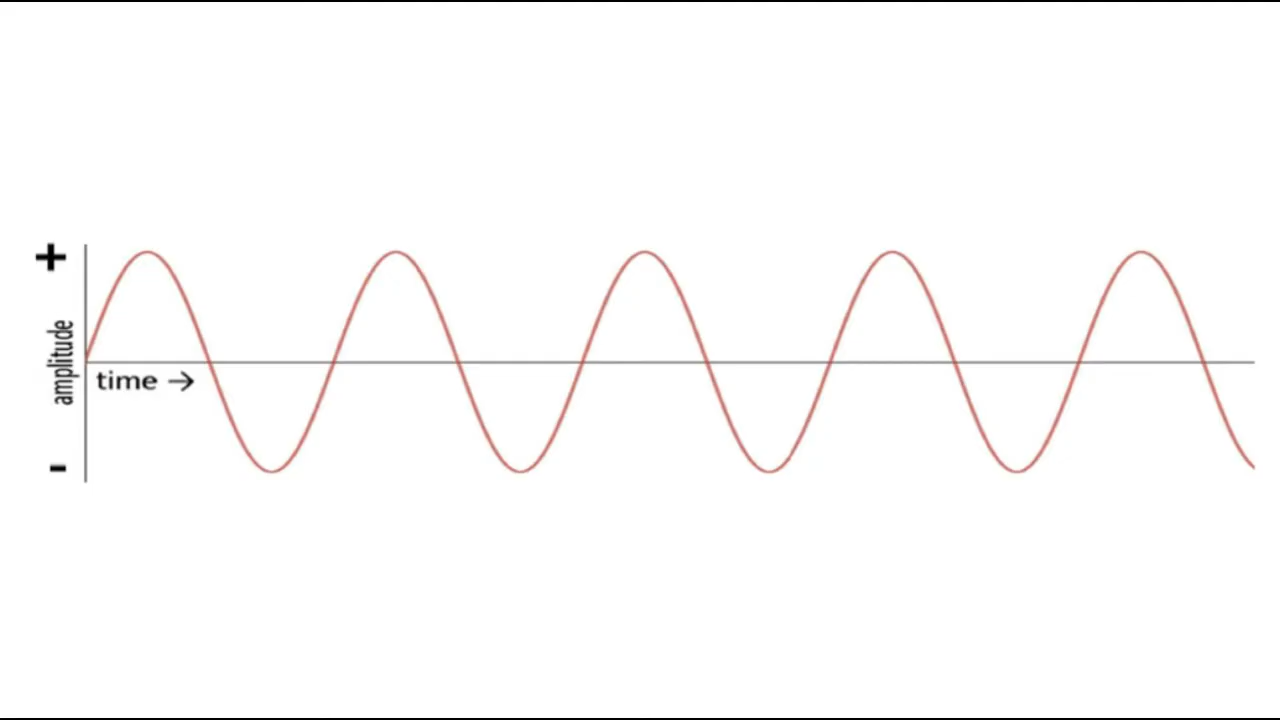 +
amplitude
time →
-